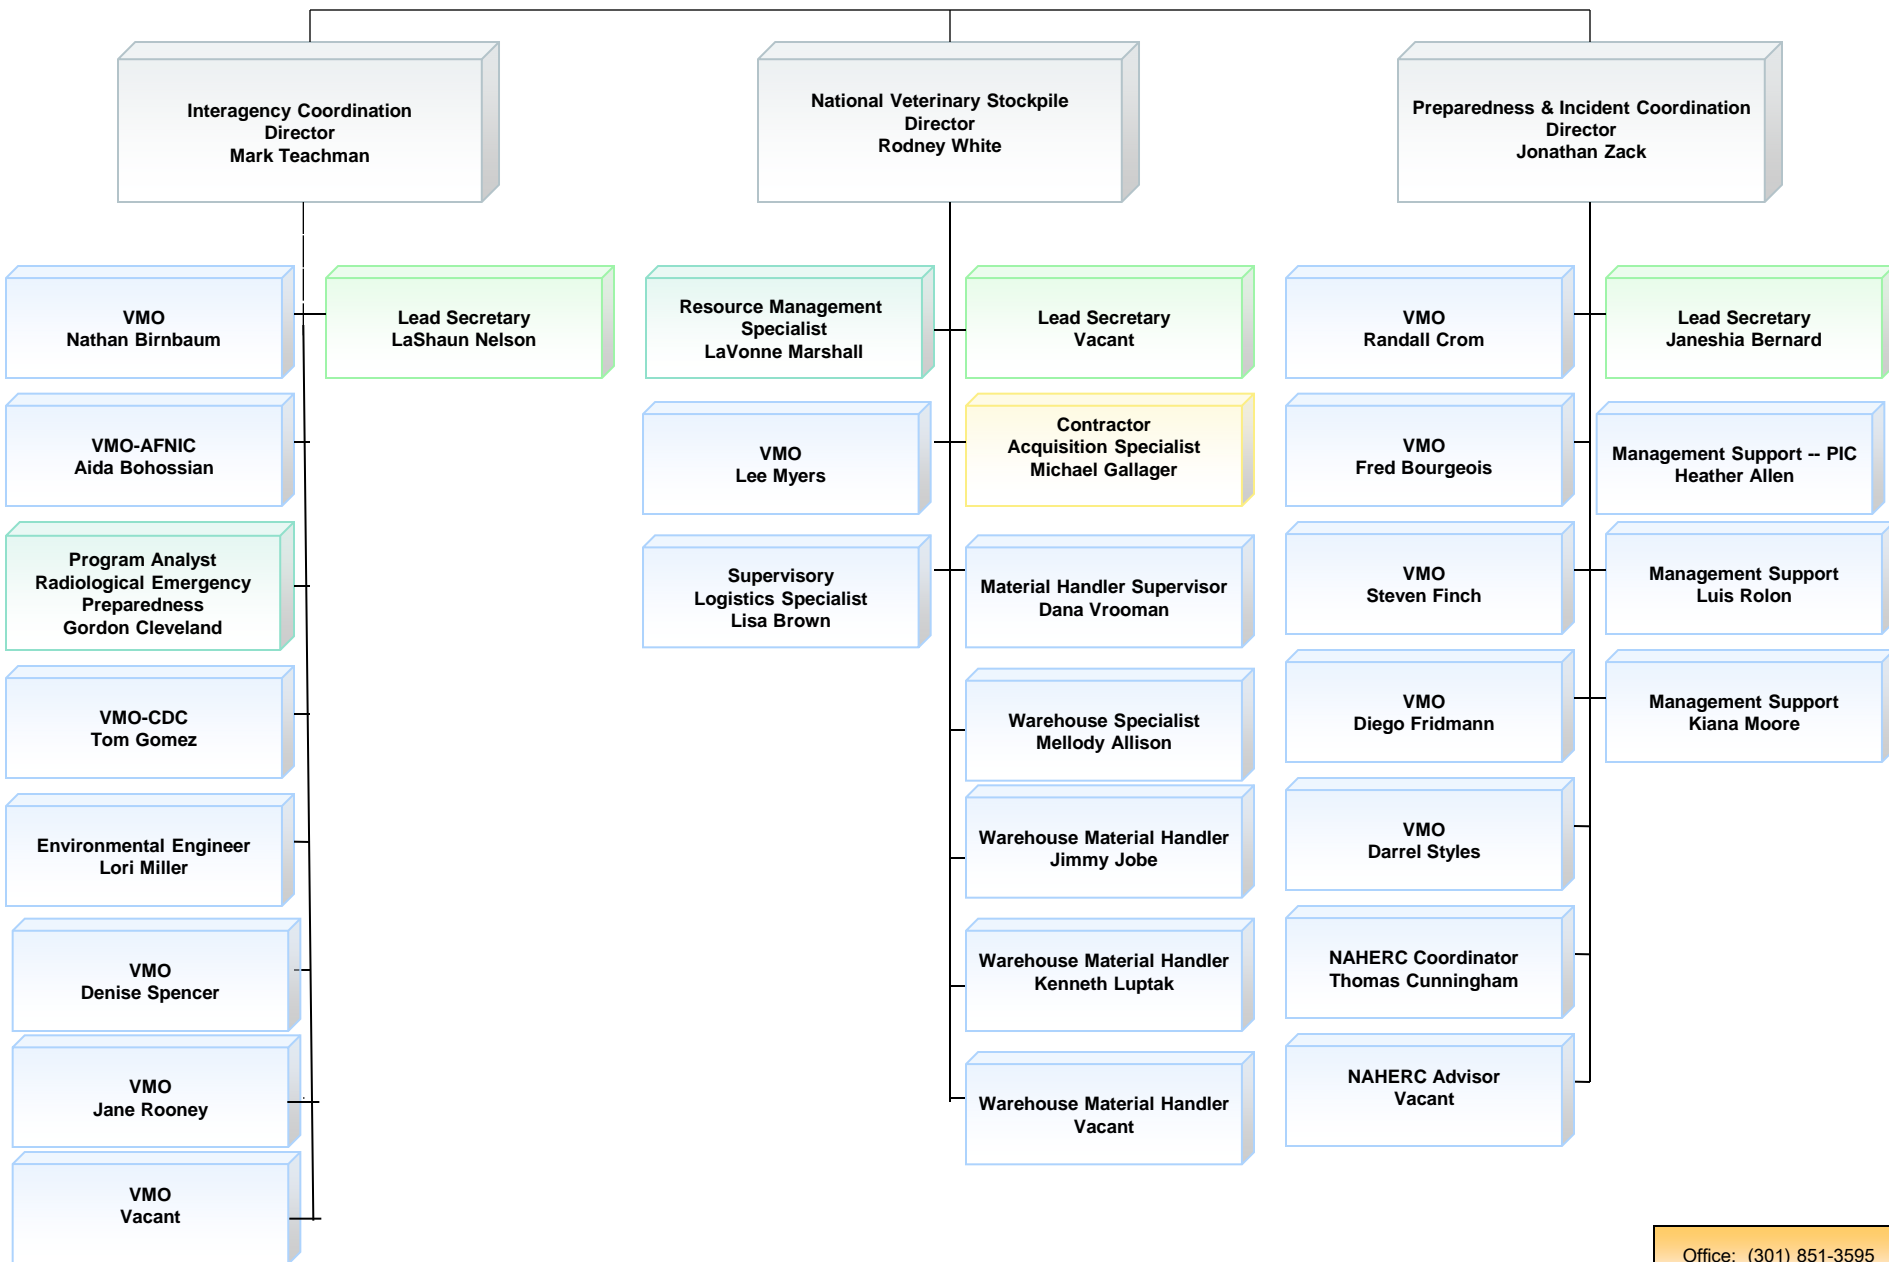 Interagency Coordination
Director
Mark Teachman
National Veterinary Stockpile
Director
Rodney White
Preparedness & Incident Coordination
Director
Jonathan Zack
VMO
Nathan Birnbaum
Lead Secretary
LaShaun Nelson
VMO-AFNIC
Aida Bohossian
Program Analyst
Radiological Emergency
Preparedness
Gordon Cleveland
VMO-CDC
Tom Gomez
Environmental Engineer
Lori Miller
VMO
Denise Spencer
VMO
Jane Rooney
VMO
Vacant
Resource Management
Specialist
LaVonne Marshall
Lead Secretary
Vacant
VMO
Lee Myers
Contractor
Acquisition Specialist
Michael Gallager
Supervisory
Logistics Specialist
Lisa Brown
Material Handler Supervisor
Dana Vrooman
Warehouse Specialist
Mellody Allison
Warehouse Material Handler
Jimmy Jobe
Warehouse Material Handler
Kenneth Luptak
Warehouse Material Handler
Vacant
VMO
Randall Crom
Lead Secretary
Janeshia Bernard
VMO
Fred Bourgeois
Management Support -- PIC
Heather Allen
VMO
Steven Finch
Management Support
Luis Rolon
VMO
Diego Fridmann
Management Support
Kiana Moore
VMO
Darrel Styles
NAHERC Coordinator
Thomas Cunningham
NAHERC Advisor
Vacant
Office: (301) 851-3595